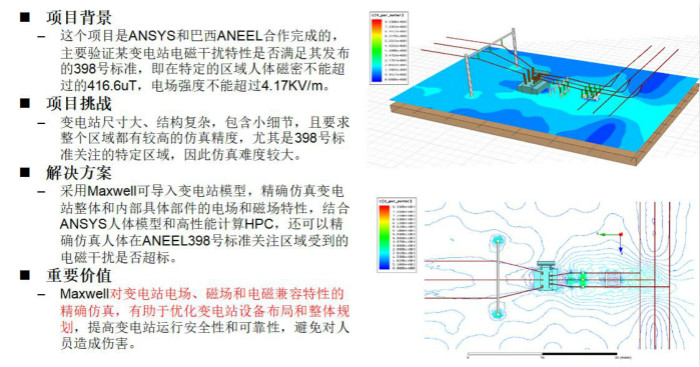 ■ 项目背景
– 这个项目是ANSYS和巴西ANEEL合作完成的，
主要验证某变电站电磁干扰特性是否满足其发布
的398号标准，即在特定的区域人体磁密不能超
过的416.6uT，电场强度不能超过4.17KV/m。
■ 项目挑战
– 变电站尺寸大、结构复杂，包含小细节，且要求
整个区域都有较高的仿真精度，尤其是398号标
准关注的特定区域，因此仿真难度较大。
■ 解决方案
– 采用Maxwell可导入变电站模型，精确仿真变电
站整体和内部具体部件的电场和磁场特性，结合
ANSYS人体模型和高性能计算HPC，还可以精
确仿真人体在ANEEL398号标准关注区域受到的
电磁干扰是否超标。
■ 重要价值
– Maxwell对变电站电场、磁场和电磁兼容特性的
精确仿真，有助于优化变电站设备布局和整体规
划，提高变电站运行安全性和可靠性，避免对人
员造成伤害。